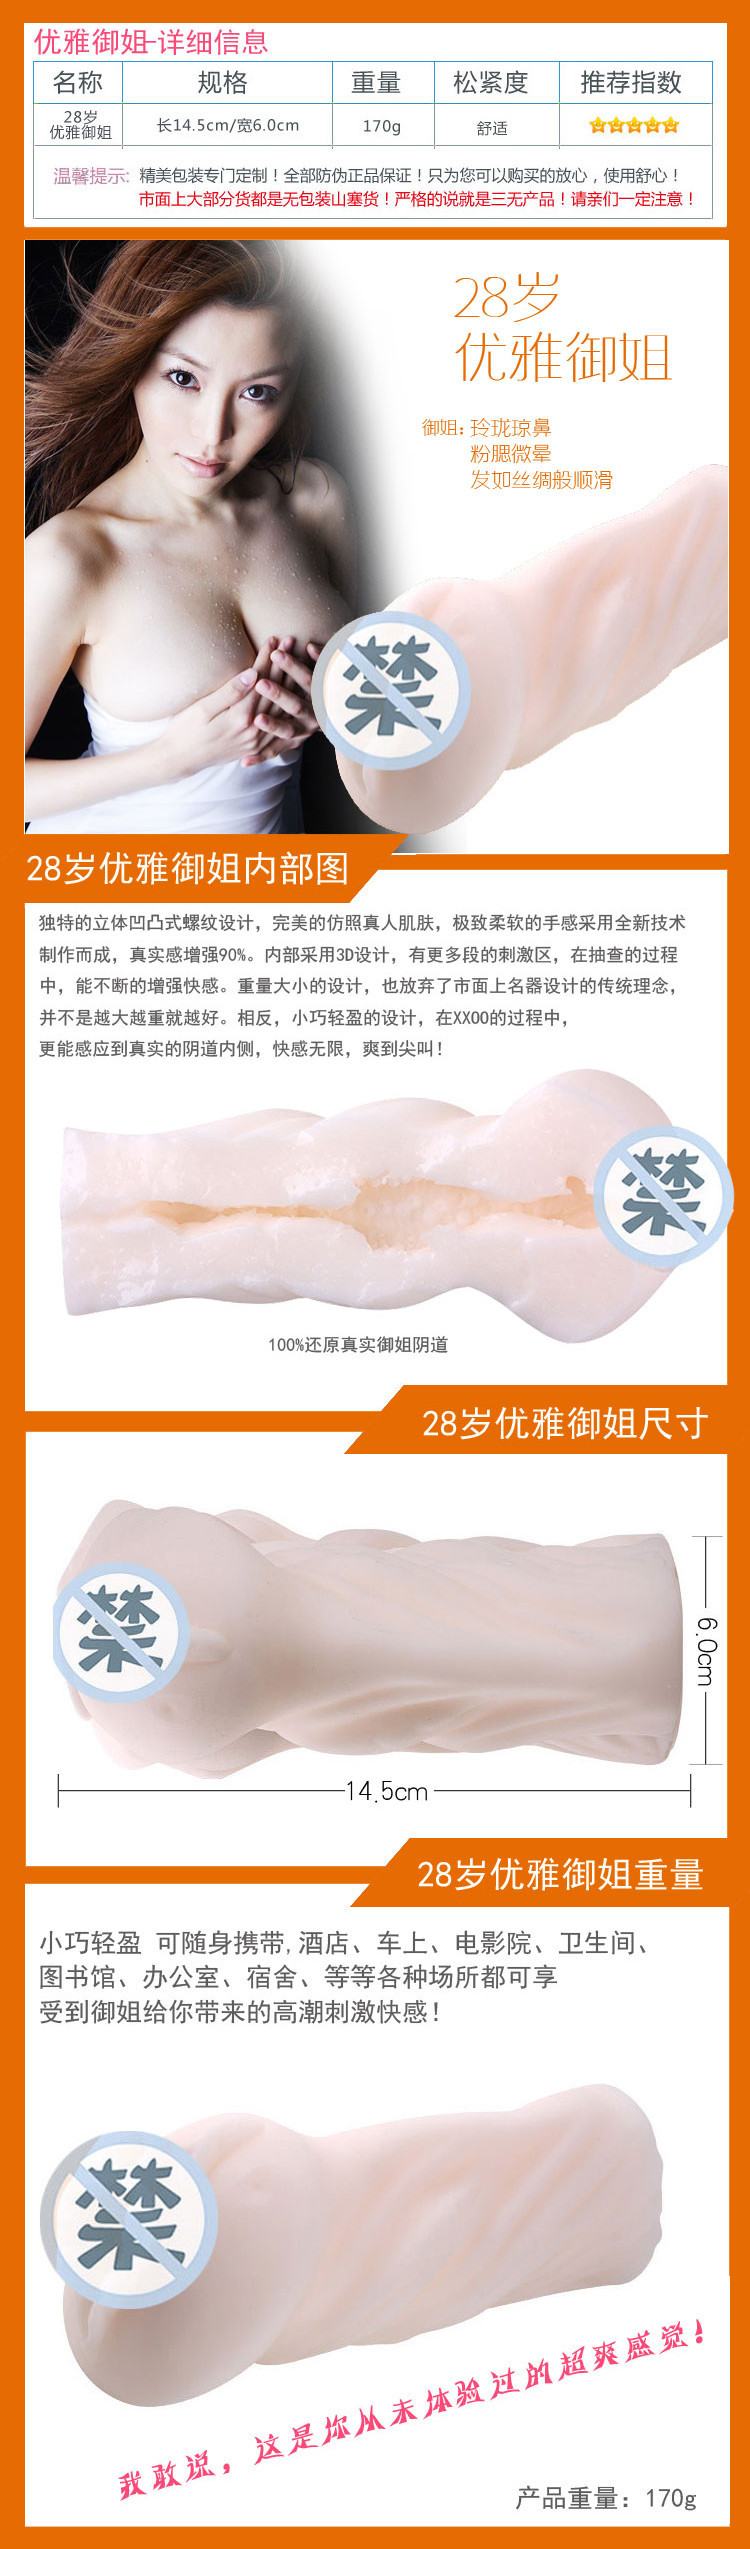 优雅御姐-详细信息
名称 规格 重量 松紧度 推荐指数
28岁
优雅御姐 长14.5cm/宽6.0cm 170g 舒适
温馨提示: 精美包装专门定制！全部防伪正品保证！只为您可以购买的放心，使用舒心！
市面上大部分货都是无包装山塞货！严格的说就是三无产品！请亲们一定注意！
28岁
优雅御姐
御姐: 玲珑琼鼻
粉腮微晕
发如丝绸般顺滑
禁
28岁优雅御姐内部图
独特的立体凹凸式螺纹设计，完美的仿照真人肌肤，极致柔软的手感采用全新技术
制作而成，真实感增强90%。内部采用3D设计，有更多段的刺激区，在抽查的过程
中，能不断的增强快感。重量大小的设计，也放弃了市面上名器设计的传统理念，
并不是越大越重就越好。相反，小巧轻盈的设计，在XXOO的过程中，
更能感应到真实的阴道内侧，快感无限，爽到尖叫！
禁
100%还原真实御姐阴道
28岁优雅御姐尺寸
禁
6.0cm
14.5cm
28岁优雅御姐重量
小巧轻盈 可随身携带,酒店、车上、电影院、卫生间、
图书馆、办公室、宿舍、等等各种场所都可享
受到御姐给你带来的高潮刺激快感！
禁
我敢说，这是你从未体验过的超爽感觉！
产品重量：170g